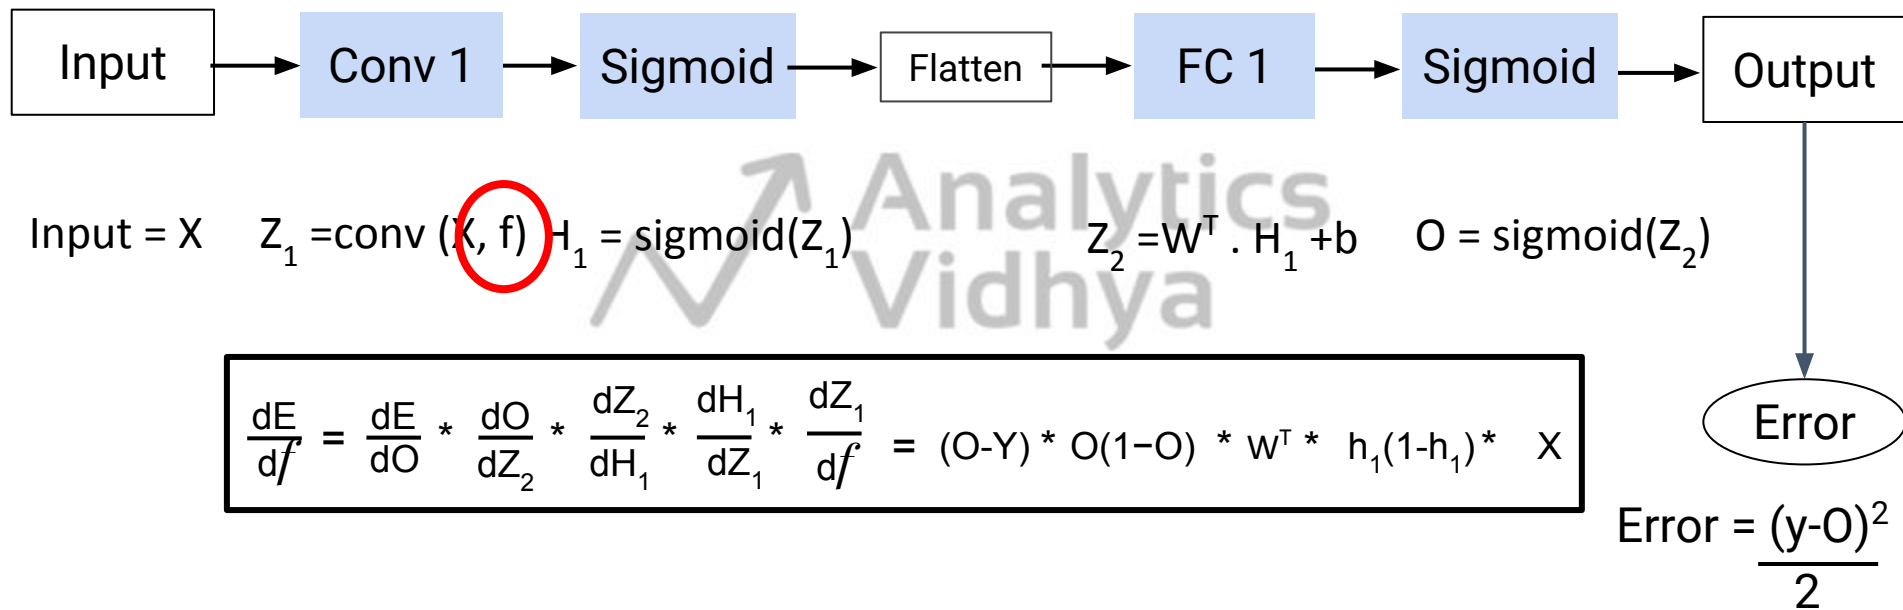 Input Conv 1 Sigmoid Flatten FC 1 Sigmoid Output
Analytics
Vidhya
Input = X Z₁ =conv (X, f) H₁ = sigmoid(Z₁) Z₂ =Wᵀ . H₁ +b O = sigmoid(Z₂)
dE/df = dE/dO * dO/dZ₂ * dZ₂/dH₁ * dH₁/dZ₁ * dZ₁/df = (O-Y) * O(1−O) * Wᵀ * h₁(1-h₁) * X
Error
Error = (y-O)²/2